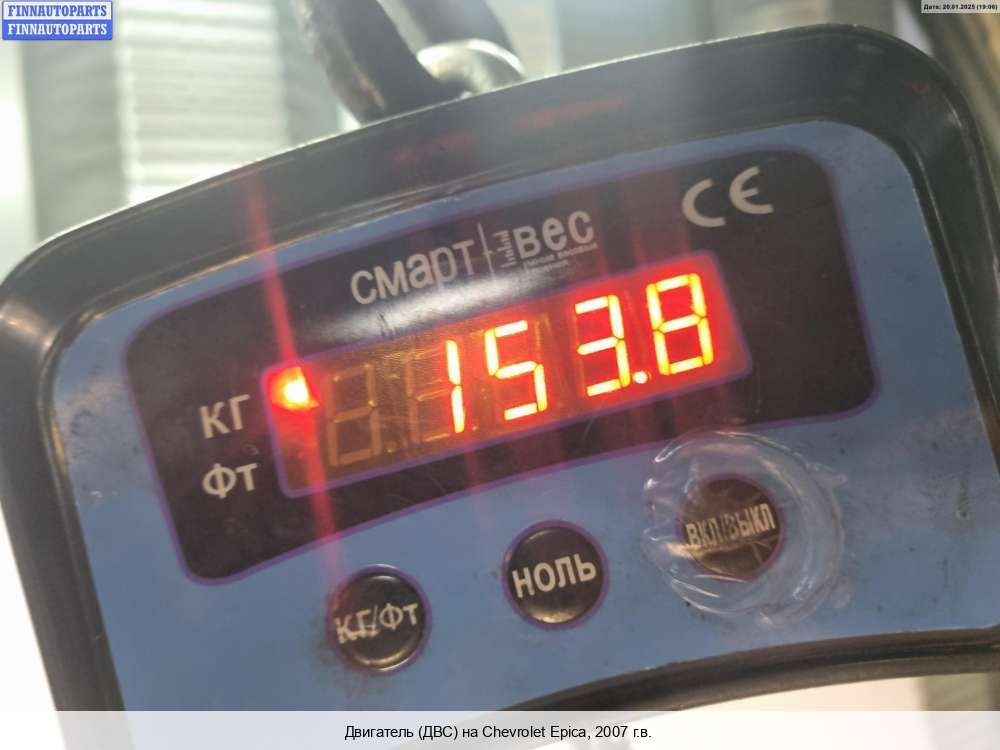 FINNAUTOPARTS
FINNAUTOPARTS
Дата: 20.01.2025 (19:06)
CE
смарт вес
153.8
КГ
Фт
КГ/Фт
НОЛЬ
ВКЛ/ВЫКЛ
Двигатель (ДВС) на Chevrolet Epica, 2007 г.в.